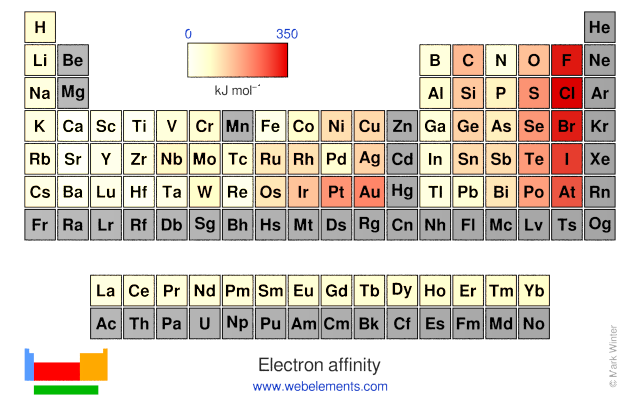 H He
0 350
kJ mol⁻¹
Li Be B C N O F Ne
Na Mg Al Si P S Cl Ar
K Ca Sc Ti V Cr Mn Fe Co Ni Cu Zn Ga Ge As Se Br Kr
Rb Sr Y Zr Nb Mo Tc Ru Rh Pd Ag Cd In Sn Sb Te I Xe
Cs Ba Lu Hf Ta W Re Os Ir Pt Au Hg Tl Pb Bi Po At Rn
Fr Ra Lr Rf Db Sg Bh Hs Mt Ds Rg Cn Nh Fl Mc Lv Ts Og
La Ce Pr Nd Pm Sm Eu Gd Tb Dy Ho Er Tm Yb
Ac Th Pa U Np Pu Am Cm Bk Cf Es Fm Md No
Electron affinity
www.webelements.com
© Mark Winter